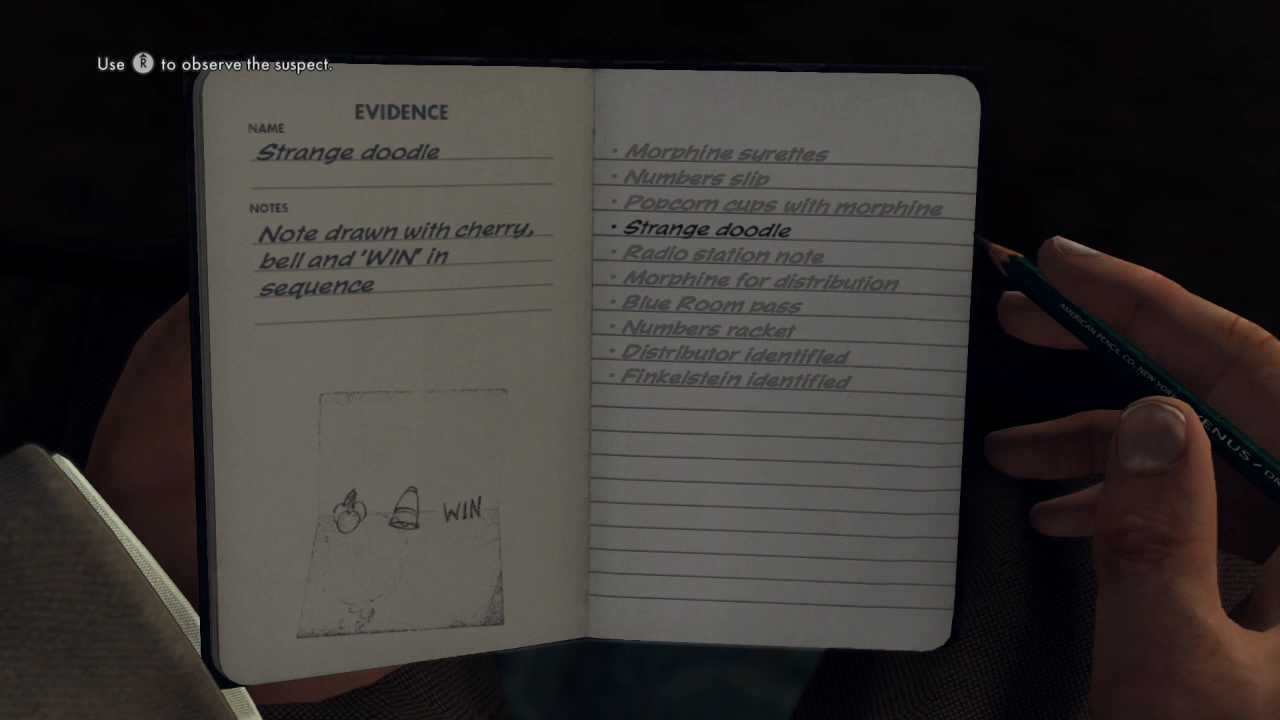 Use R to observe the suspect.
EVIDENCE
NAME
Strange doodle
NOTES
Note drawn with cherry,
bell and 'WIN' in
sequence
WIN
• Morphine syrettes
• Numbers slip
• Popcorn cups with morphine
• Strange doodle
• Radio station note
• Morphine for distribution
• Blue Room pass
• Numbers racket
• Distributor identified
• Finkelstein identified
AMERICAN PENCIL CO. NEW YORK
VENUS / DR